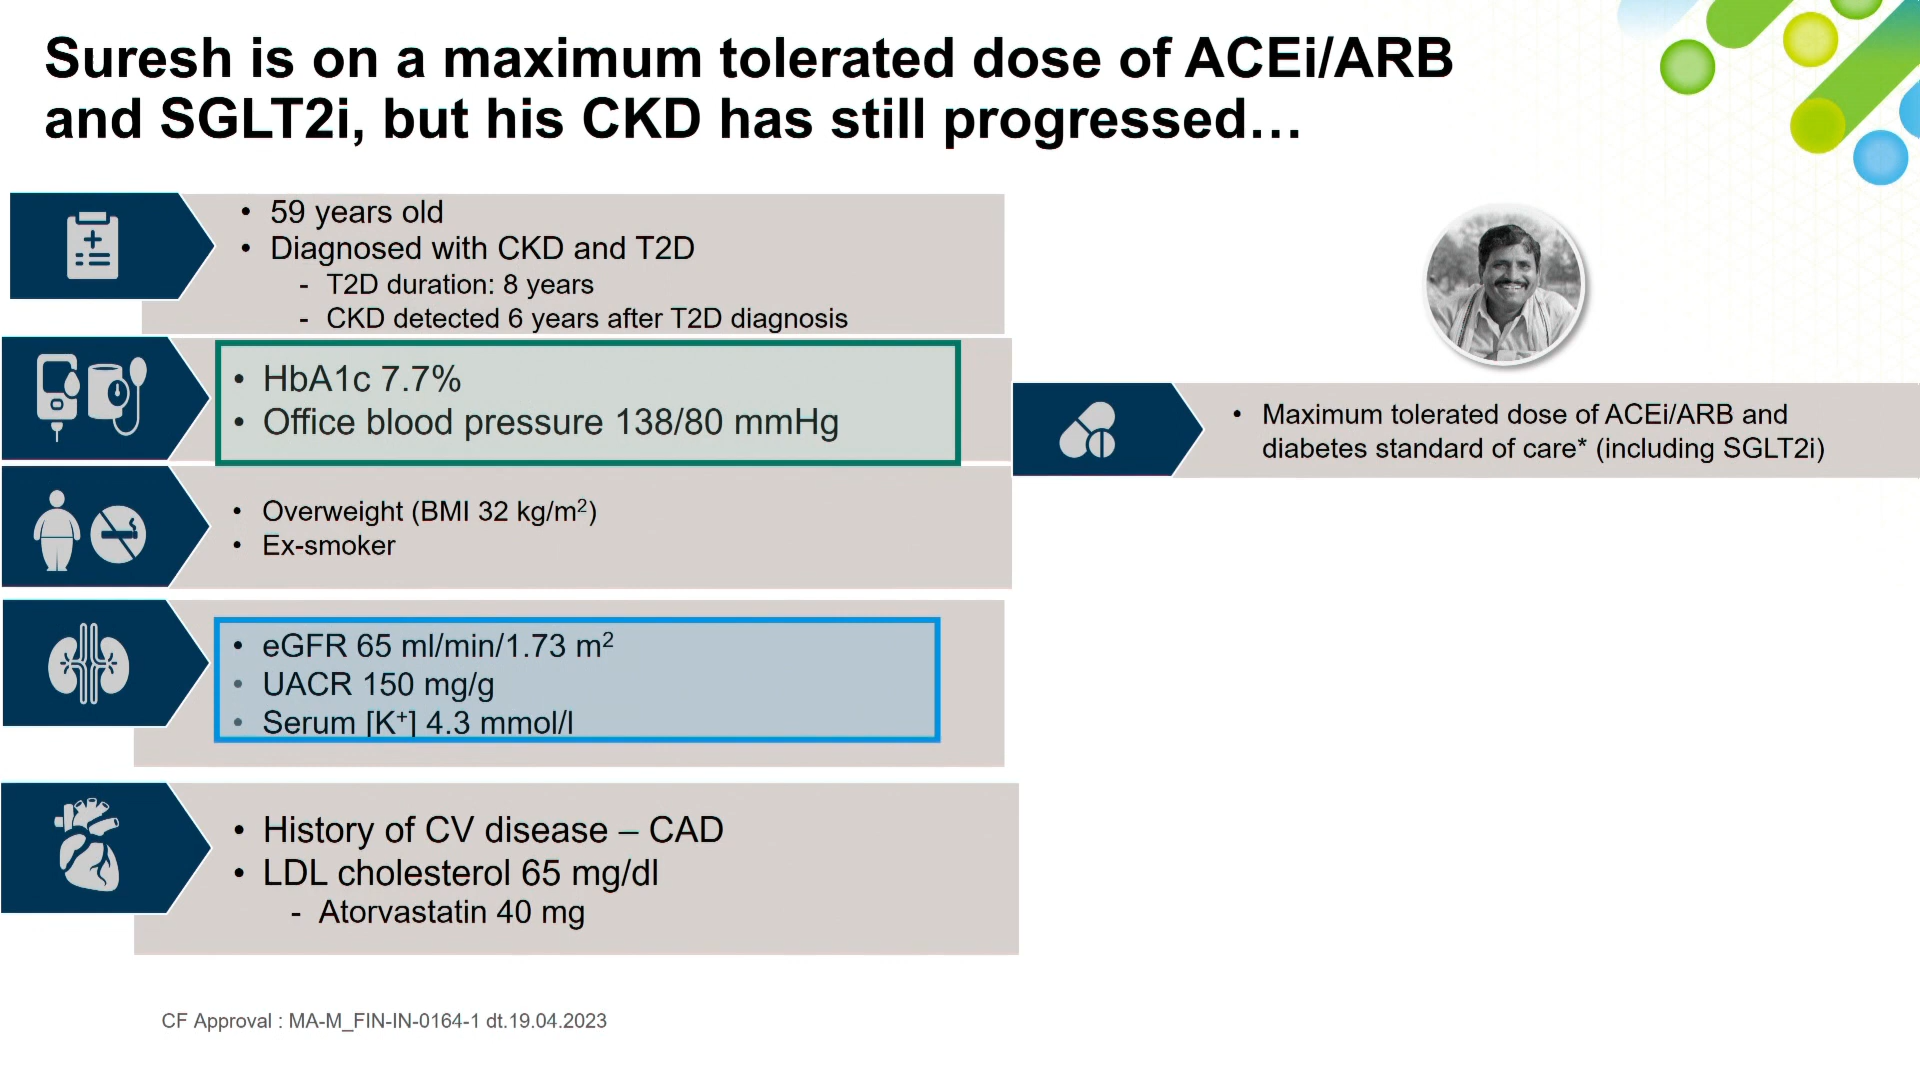 Suresh is on a maximum tolerated dose of ACEi/ARB
and SGLT2i, but his CKD has still progressed…
• 59 years old
• Diagnosed with CKD and T2D
- T2D duration: 8 years
- CKD detected 6 years after T2D diagnosis
• HbA1c 7.7%
• Office blood pressure 138/80 mmHg
• Overweight (BMI 32 kg/m²)
• Ex-smoker
• eGFR 65 ml/min/1.73 m²
• UACR 150 mg/g
• Serum [K⁺] 4.3 mmol/l
• History of CV disease – CAD
• LDL cholesterol 65 mg/dl
- Atorvastatin 40 mg
• Maximum tolerated dose of ACEi/ARB and
diabetes standard of care* (including SGLT2i)
CF Approval : MA-M_FIN-IN-0164-1 dt.19.04.2023